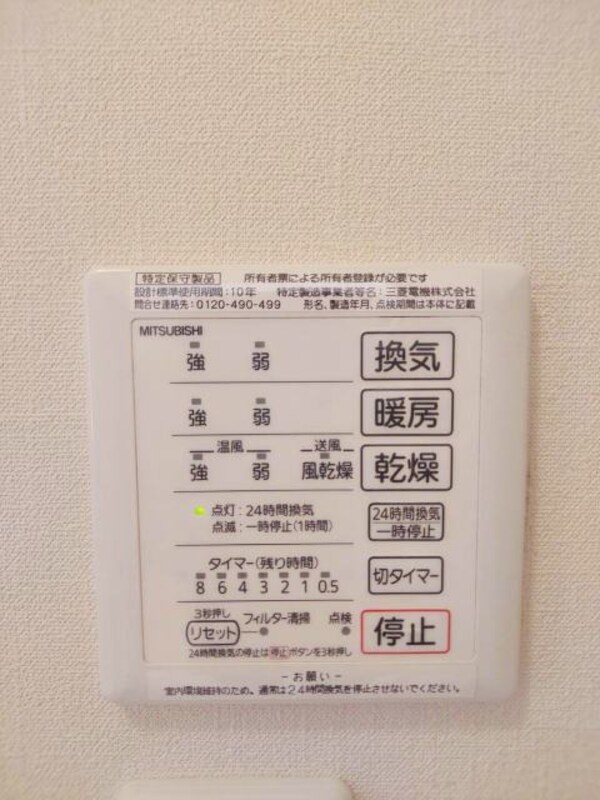 特定保守製品 所有者票による所有者登録が必要です
設計標準使用期間：10年 特定製造事業者等名：三菱電機株式会社
問合せ連絡先：0120-490-499 形名、製造年月、点検期間は本体に記載
MITSUBISHI
強 弱 換気
強 弱 暖房
温風 送風
強 弱 風乾燥 乾燥
点灯：24時間換気
点滅：一時停止(1時間)
24時間換気
一時停止
タイマー(残り時間)
8 6 4 3 2 1 0.5
切タイマー
3秒押し
リセット フィルター清掃 点検
停止
24時間換気の停止は停止ボタンを3秒押し
－お願い－
室内環境維持のため、通常は24時間換気を停止させないでください。